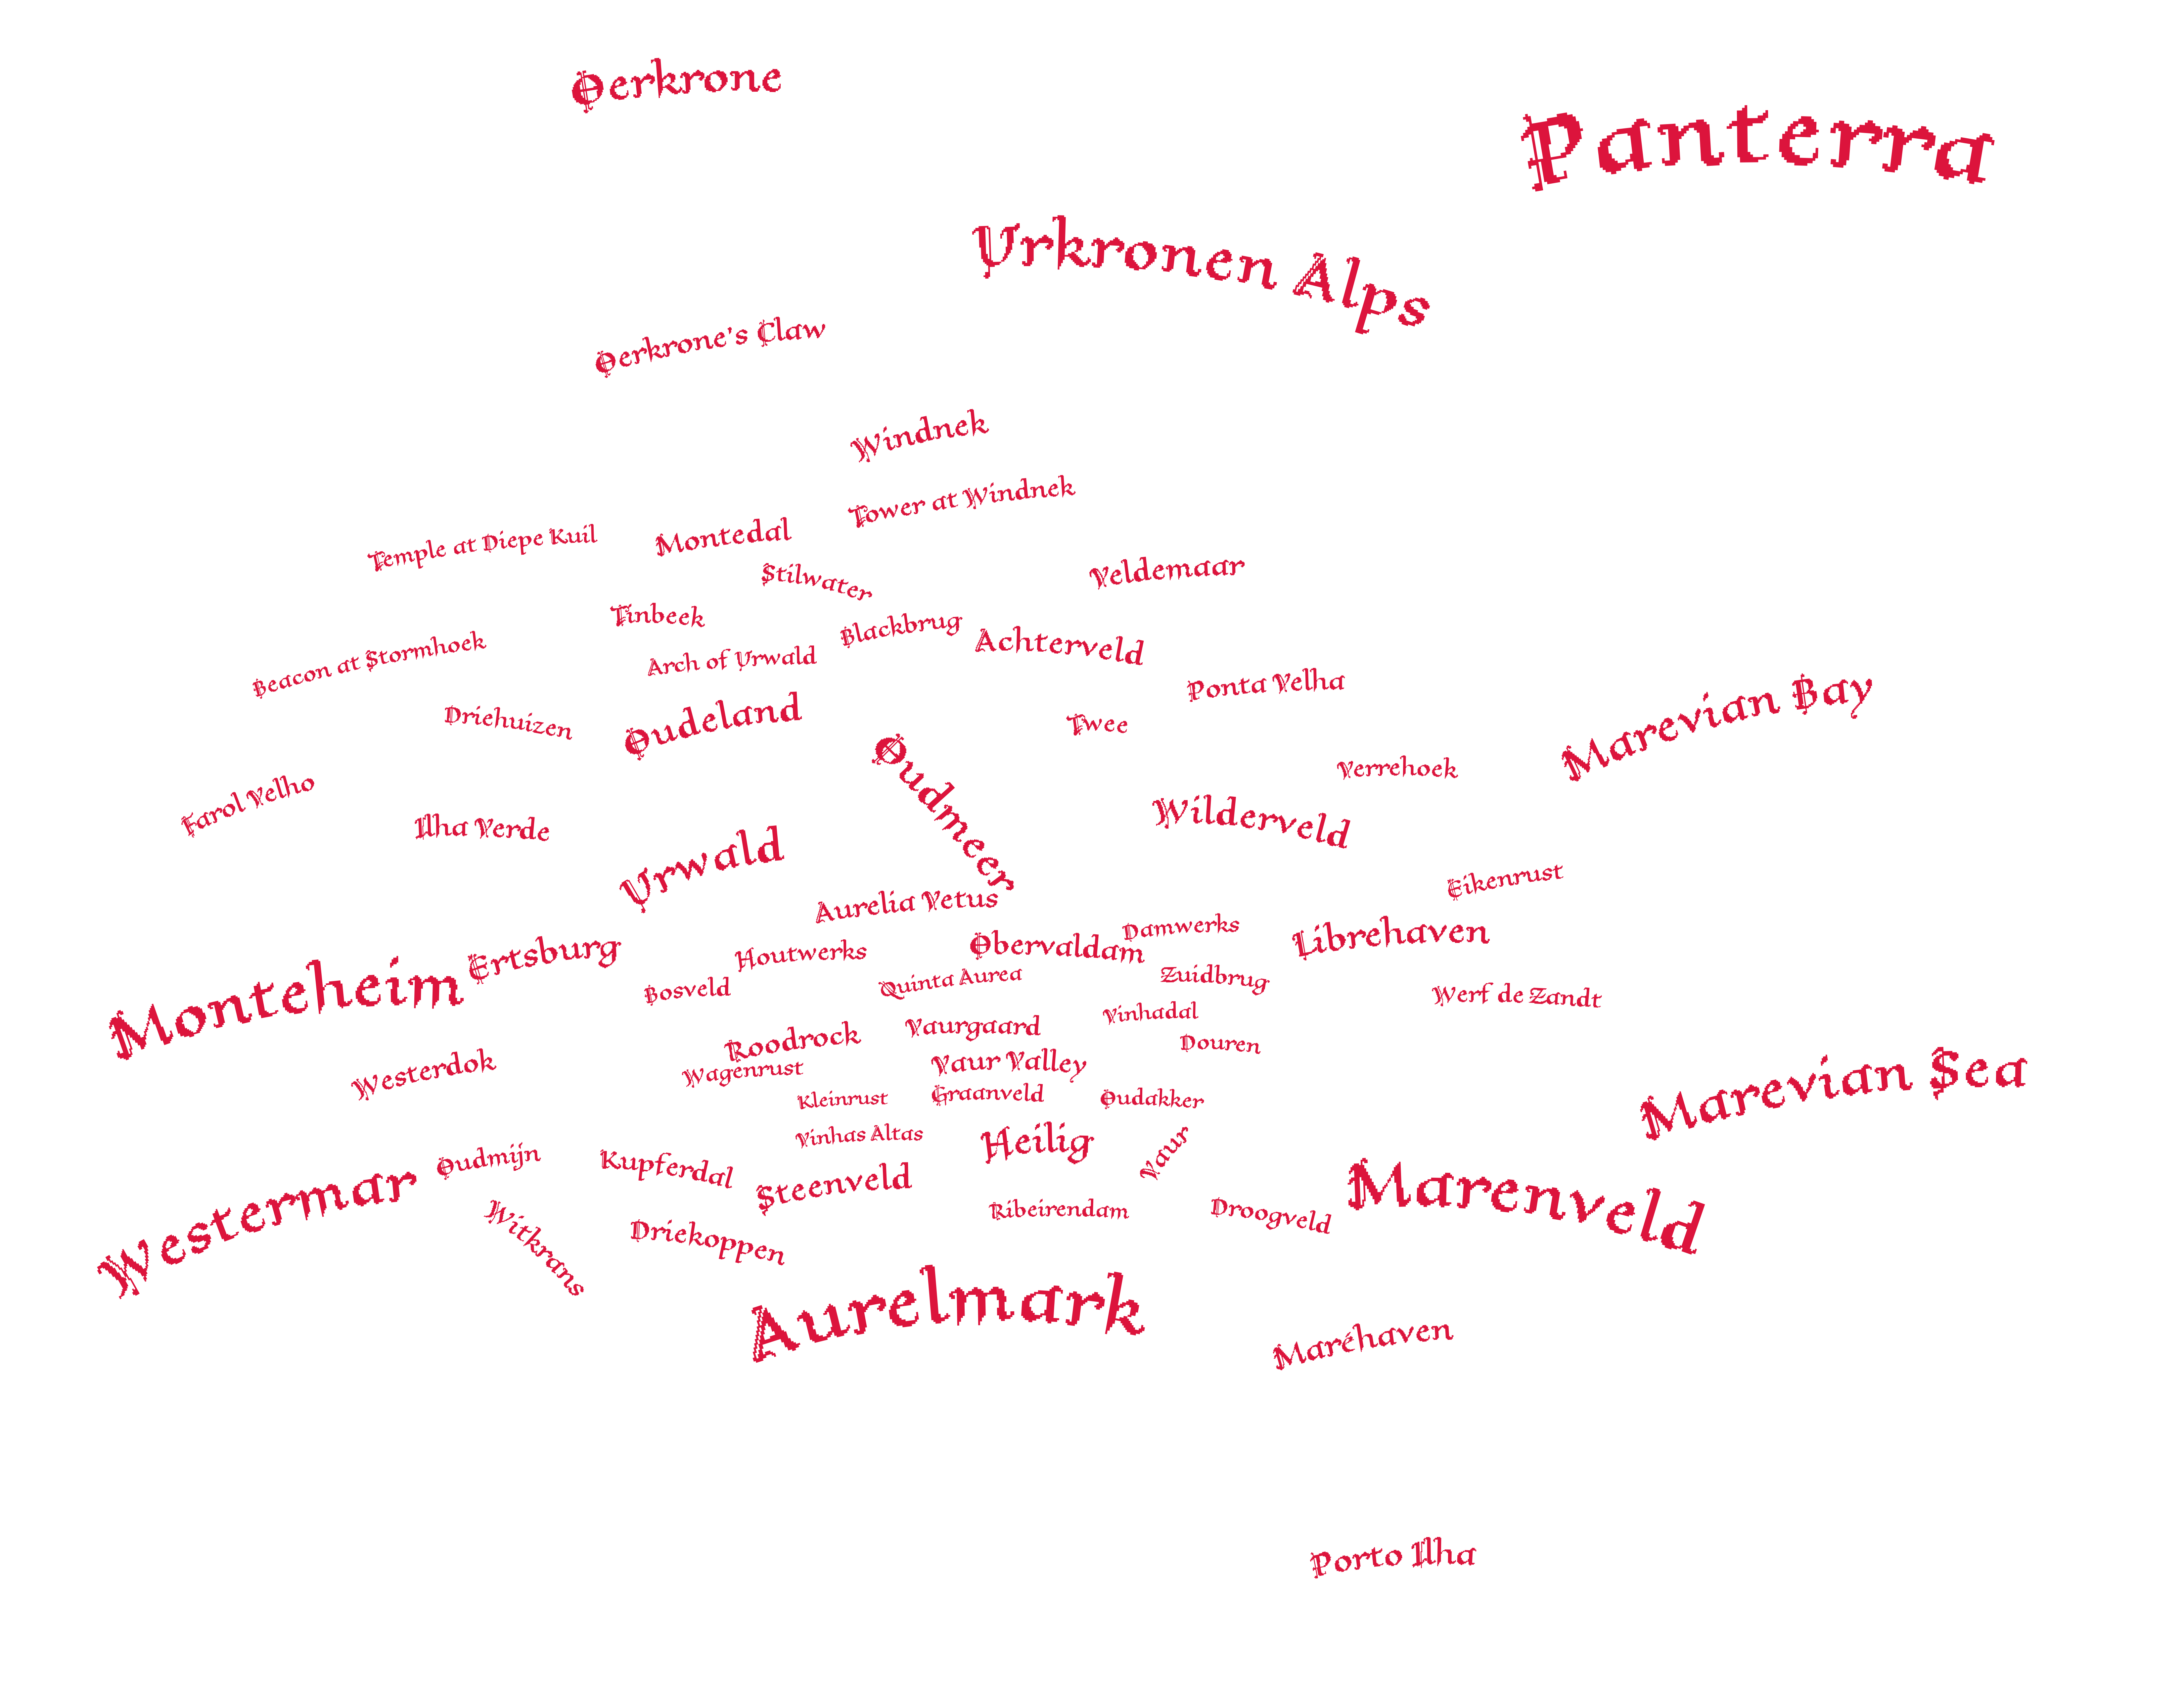 Oerkrone
Panterra
Urkronen Alps
Oerkrone's Claw
Windnek
Tower at Windnek
Temple at Diepe Kuil
Montedal
Stilwater
Veldemaar
Tinbeek
Blackbrug
Achterveld
Beacon at Stormhoek
Arch of Urwald
Ponta Velha
Marevian Bay
Driehuizen
Oudeland
Twee
Oudmeer
Verrehoek
Farol Velho
Ilha Verde
Wilderveld
Urwald
Eikenrust
Aurelia Vetus
Damwerks
Librehaven
Obervaldam
Houtwerks
Ertsburg
Monteheim
Quinta Aurea
Zuidbrug
Bosveld
Werf de Zandt
Vinhadal
Vaurgaard
Roodrock
Douren
Vaur Valley
Wagenrust
Westerdok
Marevian Sea
Kleinrust
Graanveld
Oudakker
Vinhas Altas
Heilig
Vaur
Oudmijn
Kupferdal
Steenveld
Westermar
Marenveld
Ribeirendam
Droogveld
Witkrans
Driekoppen
Aurelmark
Maréhaven
Porto Ilha